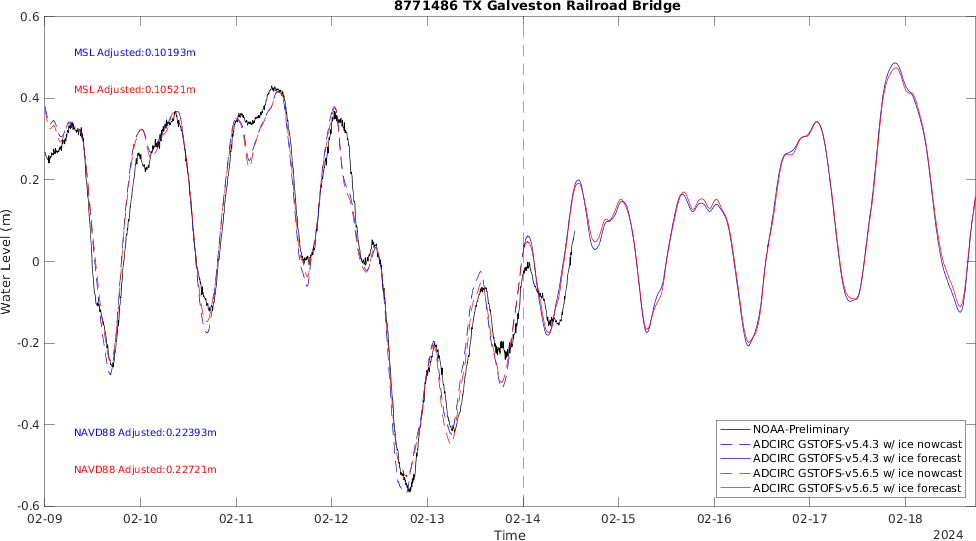 8771486 TX Galveston Railroad Bridge
0.6
0.4
0.2
0
-0.2
-0.4
-0.6
Water Level (m)
MSL Adjusted:0.10193m
MSL Adjusted:0.10521m
NAVD88 Adjusted:0.22393m
NAVD88 Adjusted:0.22721m
NOAA-Preliminary
ADCIRC GSTOFS-v5.4.3 w/ ice nowcast
ADCIRC GSTOFS-v5.4.3 w/ ice forecast
ADCIRC GSTOFS-v5.6.5 w/ ice nowcast
ADCIRC GSTOFS-v5.6.5 w/ ice forecast
02-09 02-10 02-11 02-12 02-13 02-14 02-15 02-16 02-17 02-18
Time
2024